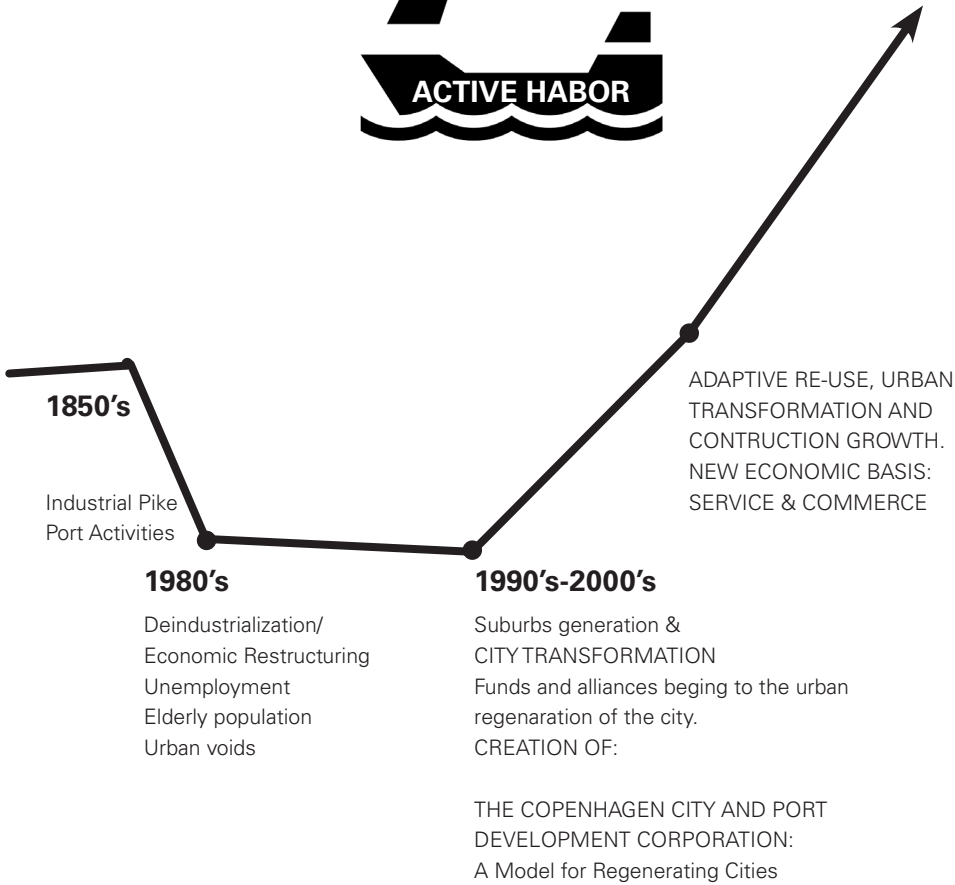 ACTIVE HABOR
1850's
Industrial Pike
Port Activities
1980's
Deindustrialization/
Economic Restructuring
Unemployment
Elderly population
Urban voids
1990's-2000's
Suburbs generation &
CITY TRANSFORMATION
Funds and alliances beging to the urban
regenaration of the city.
CREATION OF:
THE COPENHAGEN CITY AND PORT
DEVELOPMENT CORPORATION:
A Model for Regenerating Cities
ADAPTIVE RE-USE, URBAN
TRANSFORMATION AND
CONTRUCTION GROWTH.
NEW ECONOMIC BASIS:
SERVICE & COMMERCE